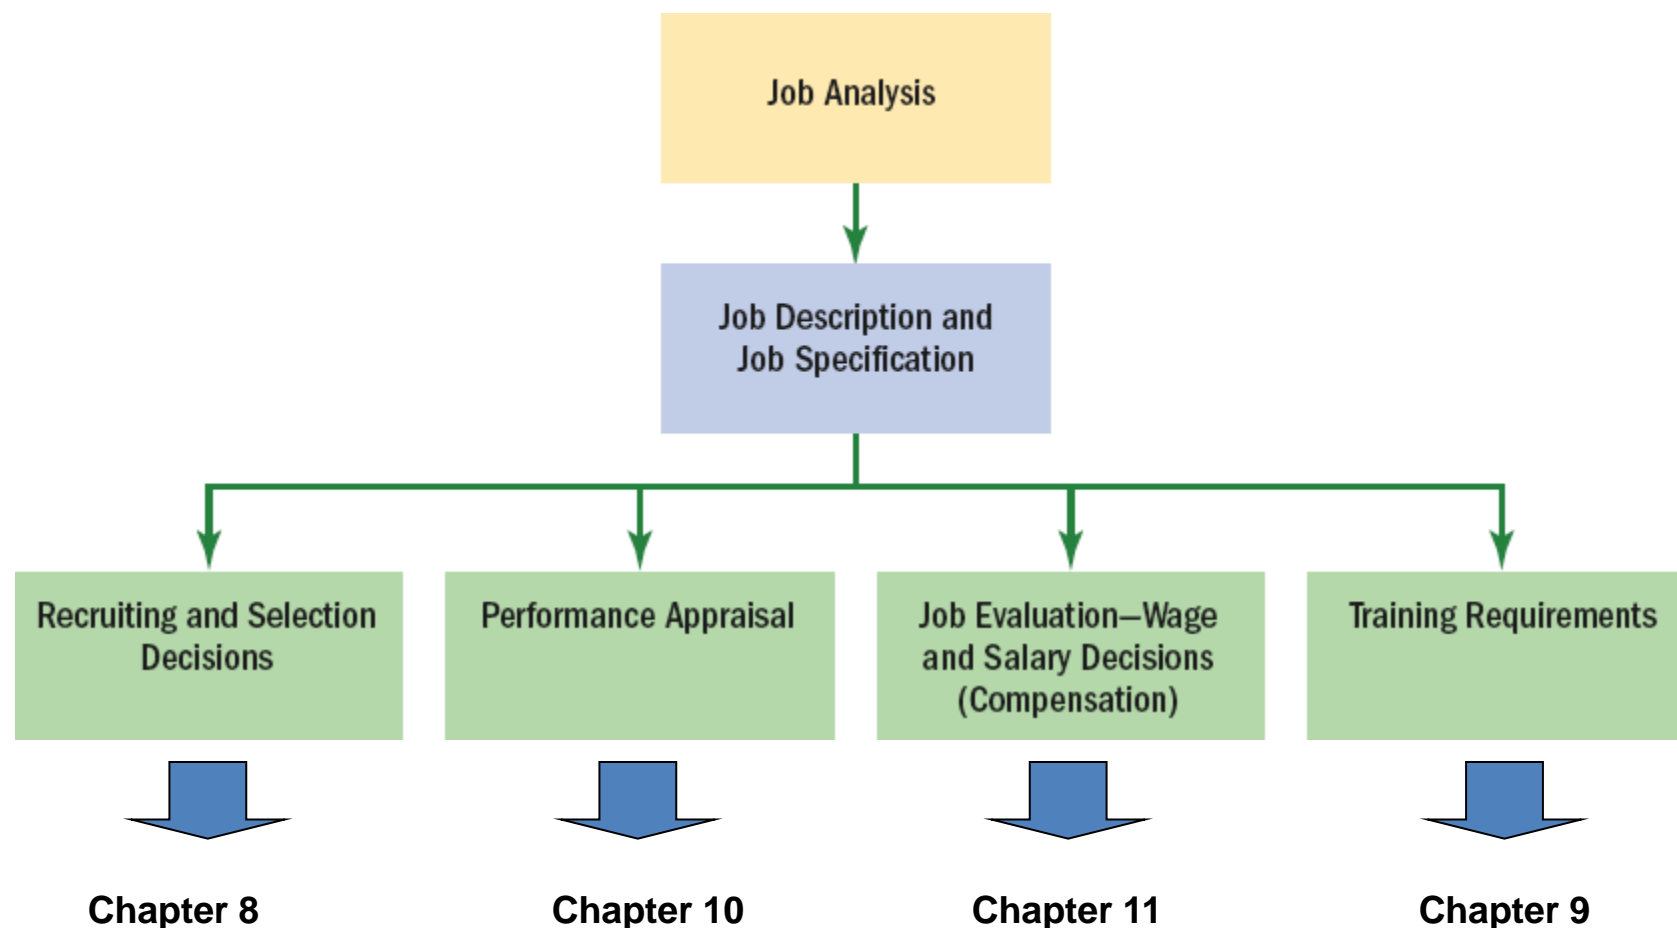 Job Analysis
Job Description and
Job Specification
Recruiting and Selection
Decisions
Performance Appraisal
Job Evaluation—Wage
and Salary Decisions
(Compensation)
Training Requirements
Chapter 8
Chapter 10
Chapter 11
Chapter 9